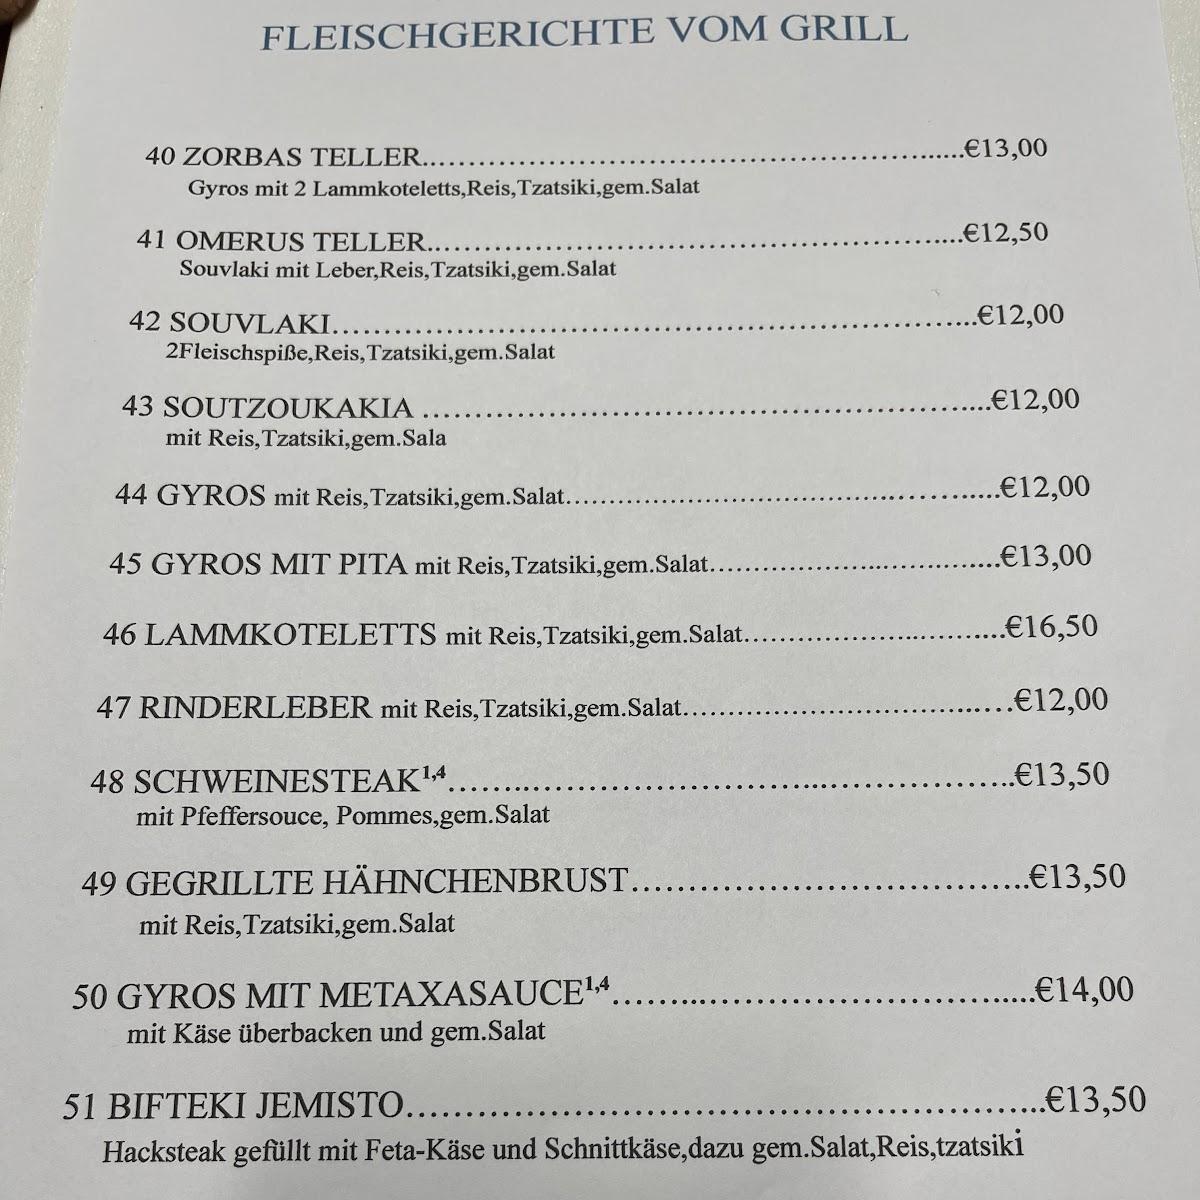 FLEISCHGERICHTE VOM GRILL
40 ZORBAS TELLER..........................................................€13,00
Gyros mit 2 Lammkoteletts,Reis,Tzatsiki,gem.Salat
41 OMERUS TELLER..........................................................€12,50
Souvlaki mit Leber,Reis,Tzatsiki,gem.Salat
42 SOUVLAKI..................................................................€12,00
2Fleischspiße,Reis,Tzatsiki,gem.Salat
43 SOUTZOUKAKIA .........................................................€12,00
mit Reis,Tzatsiki,gem.Sala
44 GYROS mit Reis,Tzatsiki,gem.Salat............................................€12,00
45 GYROS MIT PITA mit Reis,Tzatsiki,gem.Salat..............................€13,00
46 LAMMKOTELETTS mit Reis,Tzatsiki,gem.Salat...........................€16,50
47 RINDERLEBER mit Reis,Tzatsiki,gem.Salat..................................€12,00
48 SCHWEINESTEAK¹,⁴.......................................................€13,50
mit Pfeffersouce, Pommes,gem.Salat
49 GEGRILLTE HÄHNCHENBRUST.......................................€13,50
mit Reis,Tzatsiki,gem.Salat
50 GYROS MIT METAXASAUCE¹,⁴..........................................€14,00
mit Käse überbacken und gem.Salat
51 BIFTEKI JEMISTO...........................................................€13,50
Hacksteak gefüllt mit Feta-Käse und Schnittkäse,dazu gem.Salat,Reis,tzatsiki